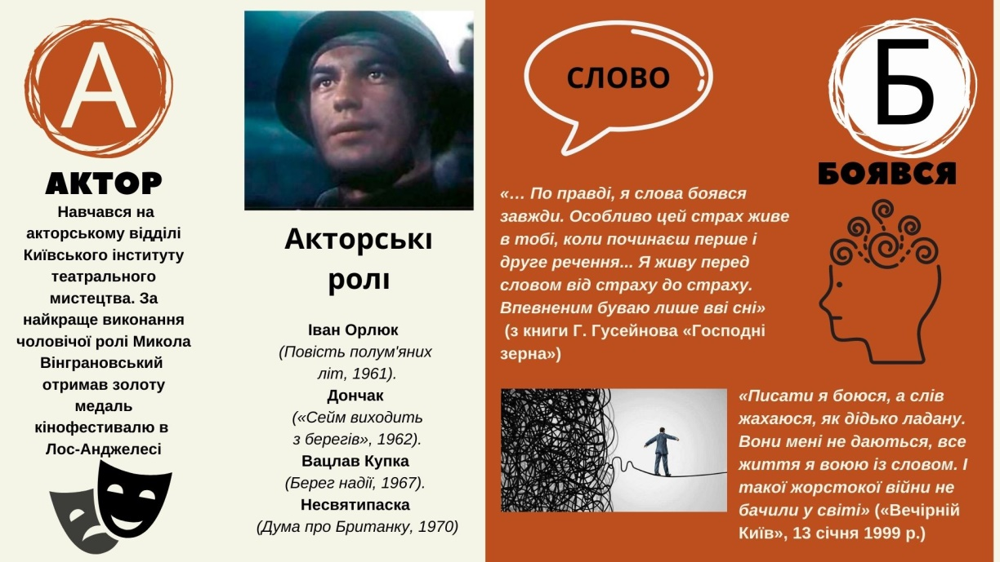 А
АКТОР
Навчався на
акторському відділі
Київського інституту
театрального
мистецтва. За
найкраще виконання
чоловічої ролі Микола
Вінграновський
отримав золоту
медаль
кінофестивалю в
Лос-Анджелесі
Акторські
ролі
Іван Орлюк
(Повість полум'яних
літ, 1961).
Дончак
(«Сейм виходить
з берегів», 1962).
Вацлав Купка
(Берег надії, 1967).
Несвятипаска
(Дума про Британку, 1970)
СЛОВО
Б
БОЯВСЯ
«… По правді, я слова боявся
завжди. Особливо цей страх живе
в тобі, коли починаєш перше і
друге речення... Я живу перед
словом від страху до страху.
Впевненим буваю лише вві сні»
(з книги Г. Гусейнова «Господні
зерна»)
«Писати я боюся, а слів
жахаюся, як дідько ладану.
Вони мені не даються, все
життя я воюю із словом. І
такої жорстокої війни не
бачили у світі» («Вечірній
Київ», 13 січня 1999 р.)